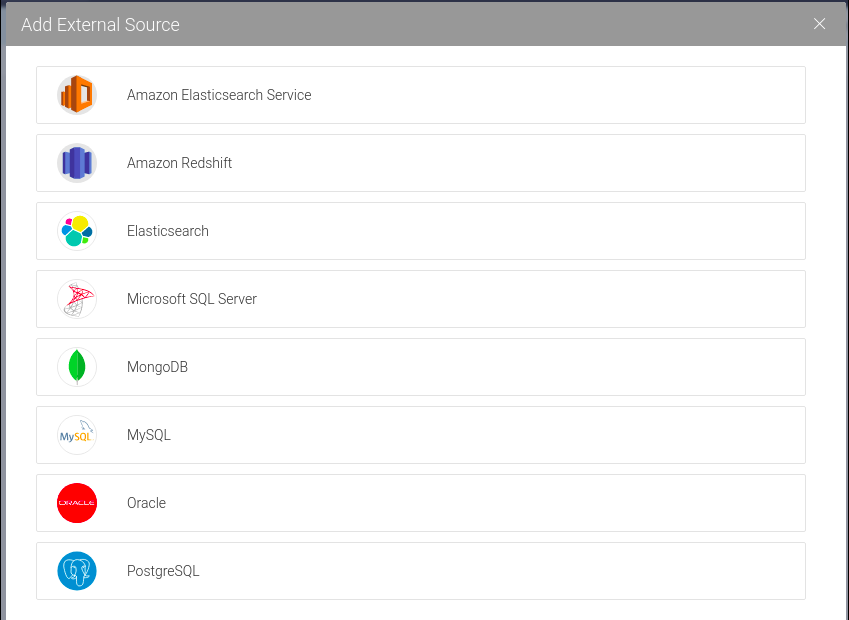 Add External Source
Amazon Elasticsearch Service
Amazon Redshift
Elasticsearch
Microsoft SQL Server
MongoDB
MySQL
MySQL
ORACLE
Oracle
PostgreSQL